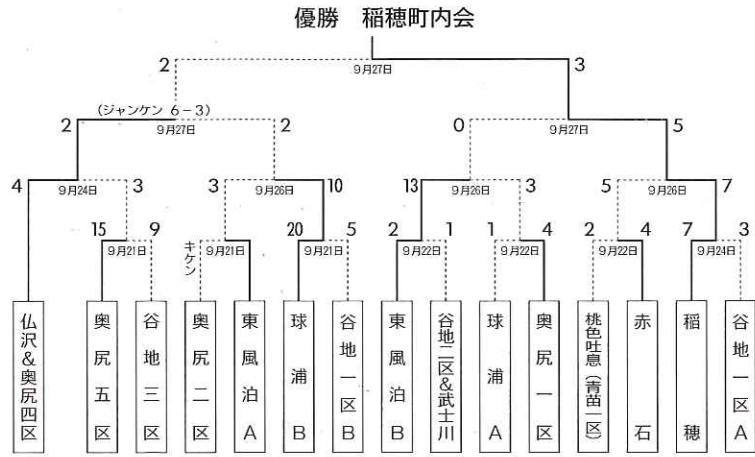 優勝 稲穂町内会
2 9月27日 3
(ジャンケン 6-3)
2 9月27日 2 0 9月27日 5
4 9月24日 3 3 9月26日 10 13 9月26日 3 5 9月26日 7
15 9月21日 9 キケン 9月21日 20 9月21日 5 2 9月22日 1 1 9月22日 4 2 9月22日 4 7 9月24日 3
仏沢&奥尻四区
奥尻五区
谷地三区
奥尻二区
東風泊A
球浦B
谷地一区B
東風泊B
谷地二区&武士川
球浦A
奥尻一区
桃色吐息(青苗一区)
赤石
稲穂
谷地一区A